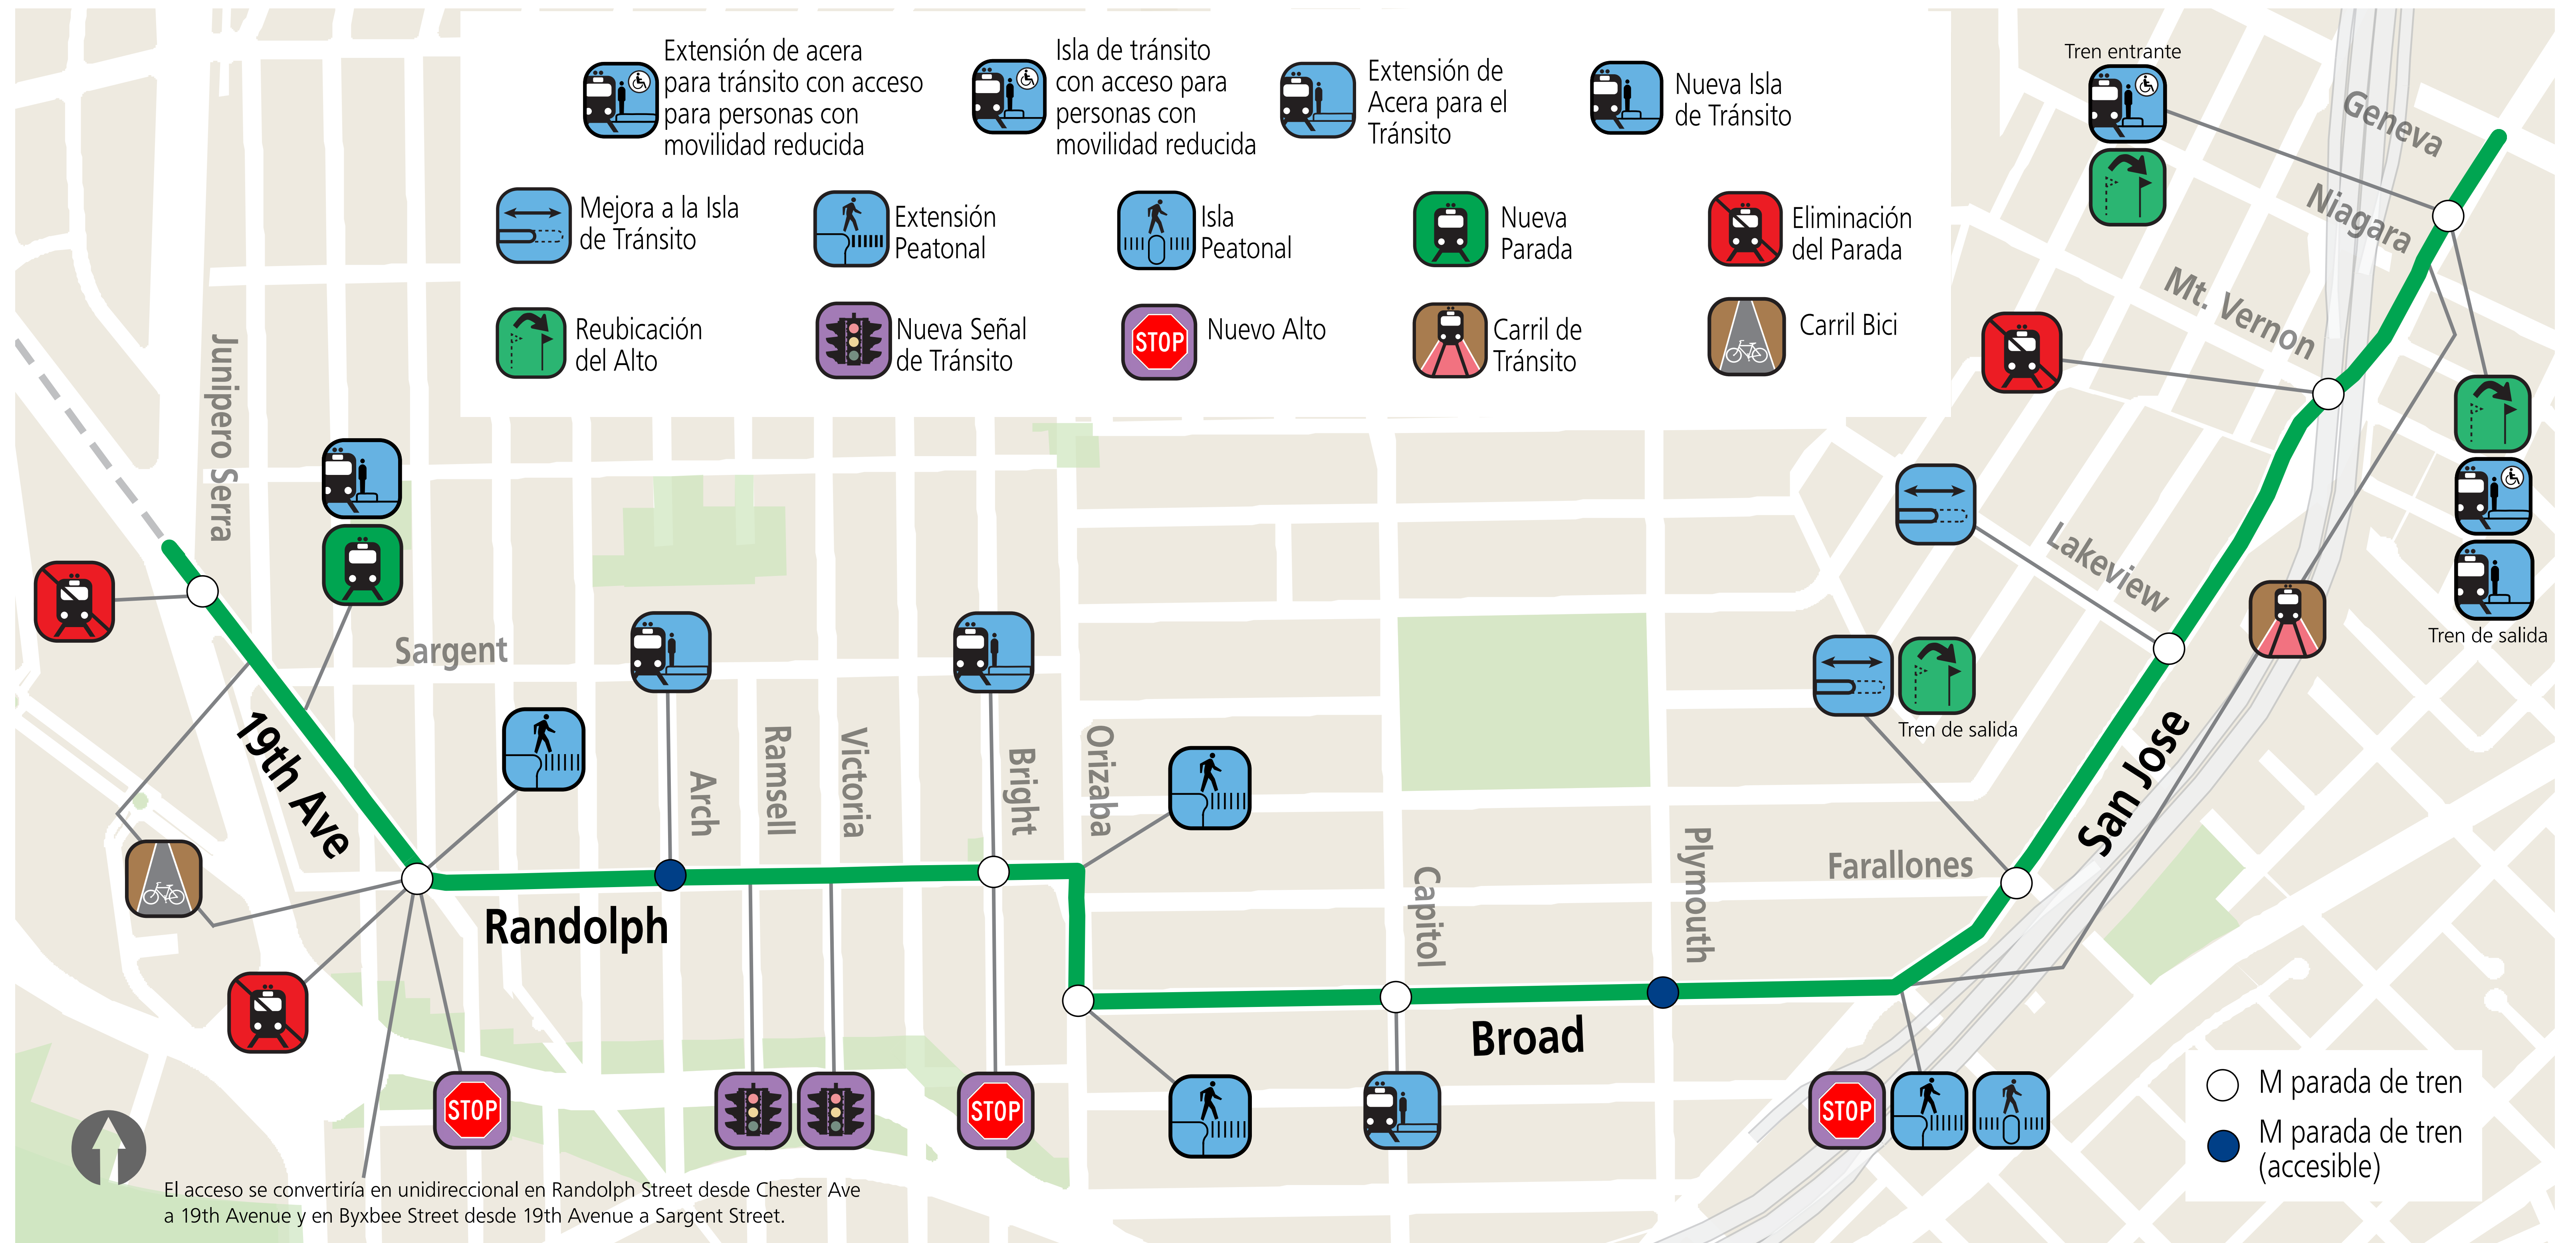 Extensión de acera
para tránsito con acceso
para personas con
movilidad reducida
Isla de tránsito
con acceso para
personas con
movilidad reducida
Extensión de
Acera para el
Tránsito
Nueva Isla
de Tránsito
Mejora a la Isla
de Tránsito
Extensión
Peatonal
Isla
Peatonal
Nueva
Parada
Eliminación
del Parada
Reubicación
del Alto
Nueva Señal
de Tránsito
STOP
Nuevo Alto
Carril de
Tránsito
Carril Bici
Tren entrante
Geneva
Niagara
Mt. Vernon
Lakeview
Tren de salida
Tren de salida
Farallones
San Jose
Junipero Serra
Sargent
19th Ave
Randolph
Arch
Ramsell
Victoria
Bright
Orizaba
Capitol
Plymouth
Broad
STOP
STOP
STOP
M parada de tren
M parada de tren
(accesible)
El acceso se convertiría en unidireccional en Randolph Street desde Chester Ave
a 19th Avenue y en Byxbee Street desde 19th Avenue a Sargent Street.